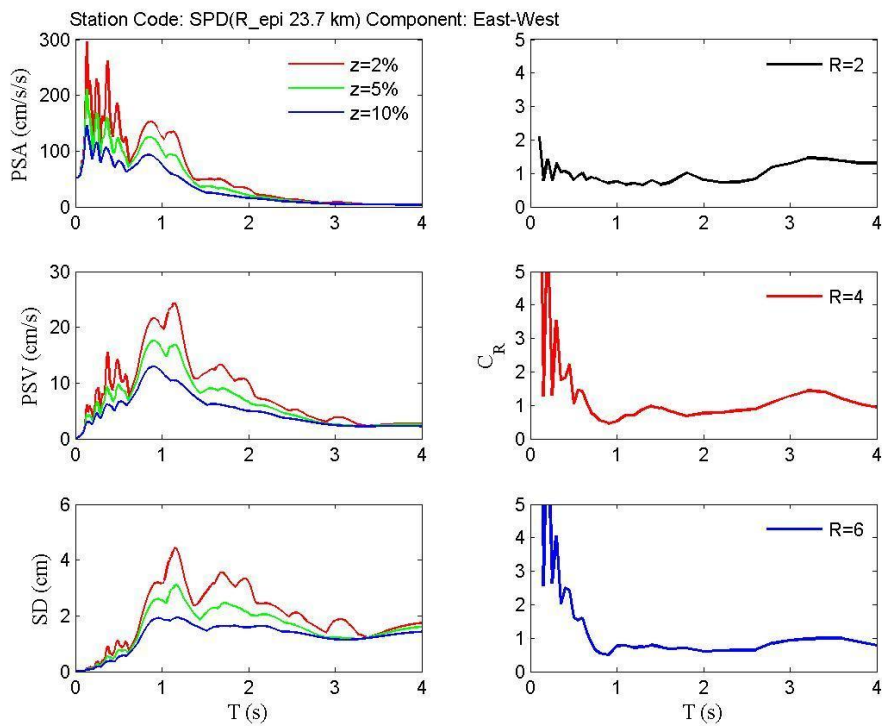 Station Code: SPD(R_epi 23.7 km) Component: East-West
PSA (cm/s/s)
300
200
100
0
0 1 2 3 4
z=2%
z=5%
z=10%
5
4
3
2
1
0
0 1 2 3 4
R=2
PSV (cm/s)
30
20
10
0
0 1 2 3 4
C_R
5
4
3
2
1
0
0 1 2 3 4
R=4
SD (cm)
6
4
2
0
0 1 2 3 4
T (s)
5
4
3
2
1
0
0 1 2 3 4
R=6
T (s)